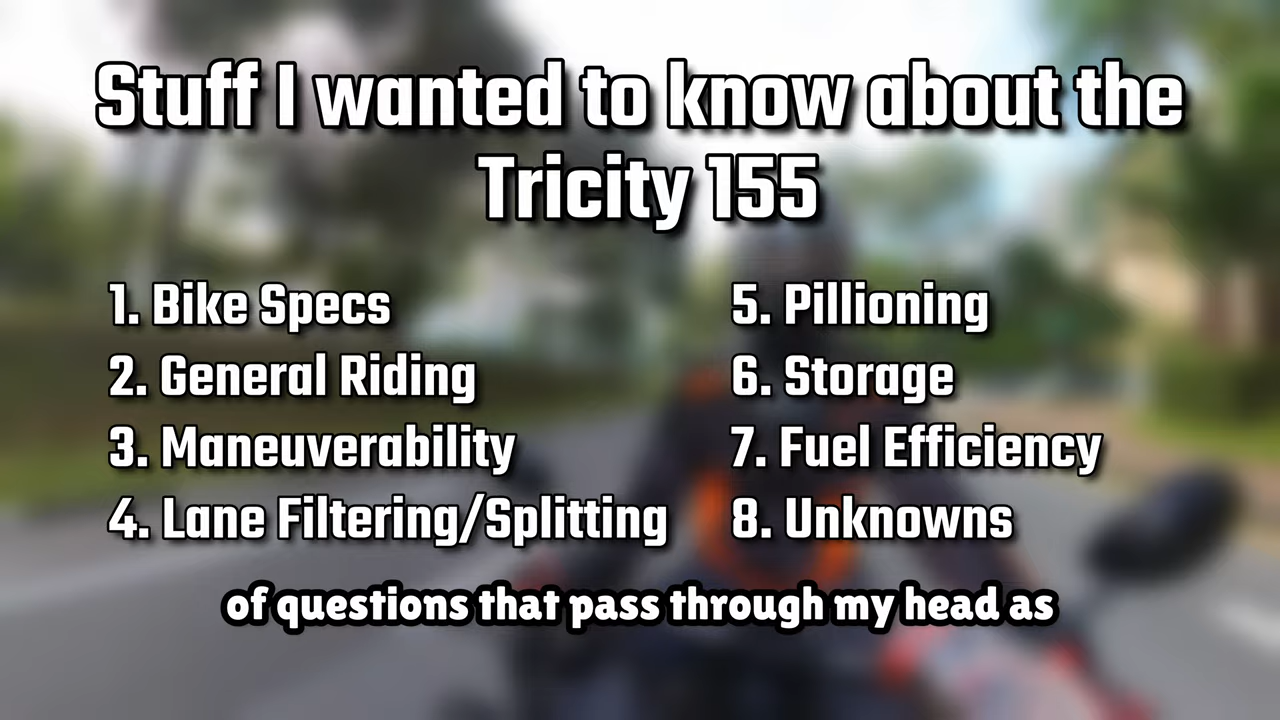 Stuff I wanted to know about the
Tricity 155
1. Bike Specs
2. General Riding
3. Maneuverability
4. Lane Filtering/Splitting
5. Pillioning
6. Storage
7. Fuel Efficiency
8. Unknowns
of questions that pass through my head as